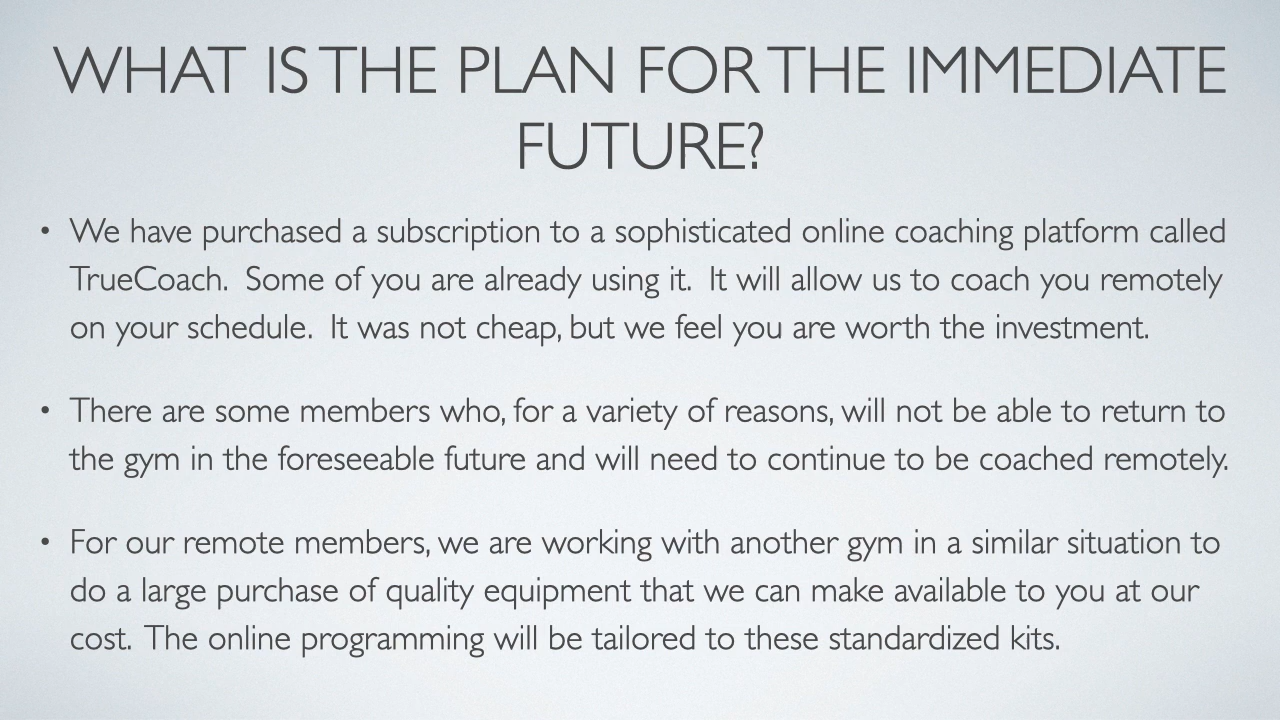 WHAT IS THE PLAN FOR THE IMMEDIATE
FUTURE?
• We have purchased a subscription to a sophisticated online coaching platform called
TrueCoach.  Some of you are already using it.  It will allow us to coach you remotely
on your schedule.  It was not cheap, but we feel you are worth the investment.
• There are some members who, for a variety of reasons, will not be able to return to
the gym in the foreseeable future and will need to continue to be coached remotely.
• For our remote members, we are working with another gym in a similar situation to
do a large purchase of quality equipment that we can make available to you at our
cost.  The online programming will be tailored to these standardized kits.